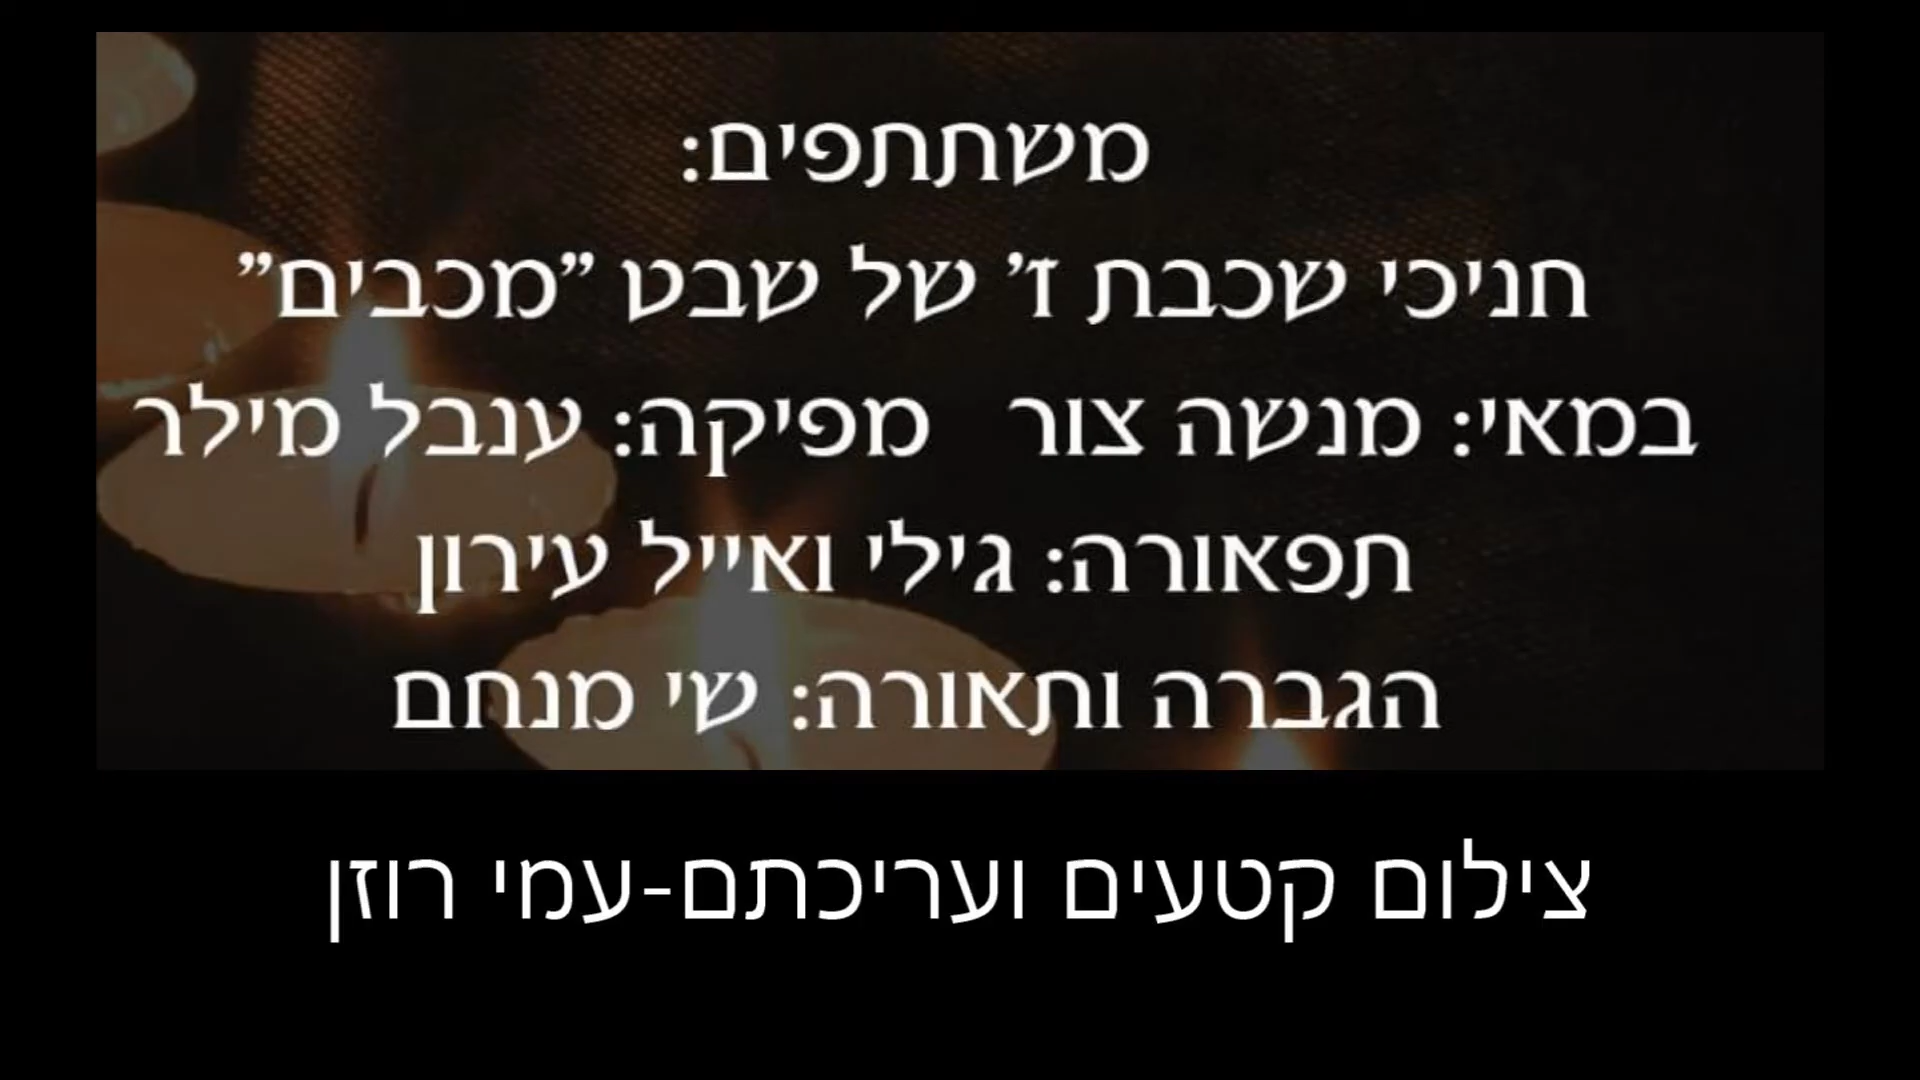 משתתפים:
חניכי שכבת ז' של שבט "מכבים"
במאי: מנשה צור מפיקה: ענבל מילר
תפאורה: גילי ואייל עירון
הגברה ותאורה: שי מנחם
צילום קטעים ועריכתם-עמי רוזן